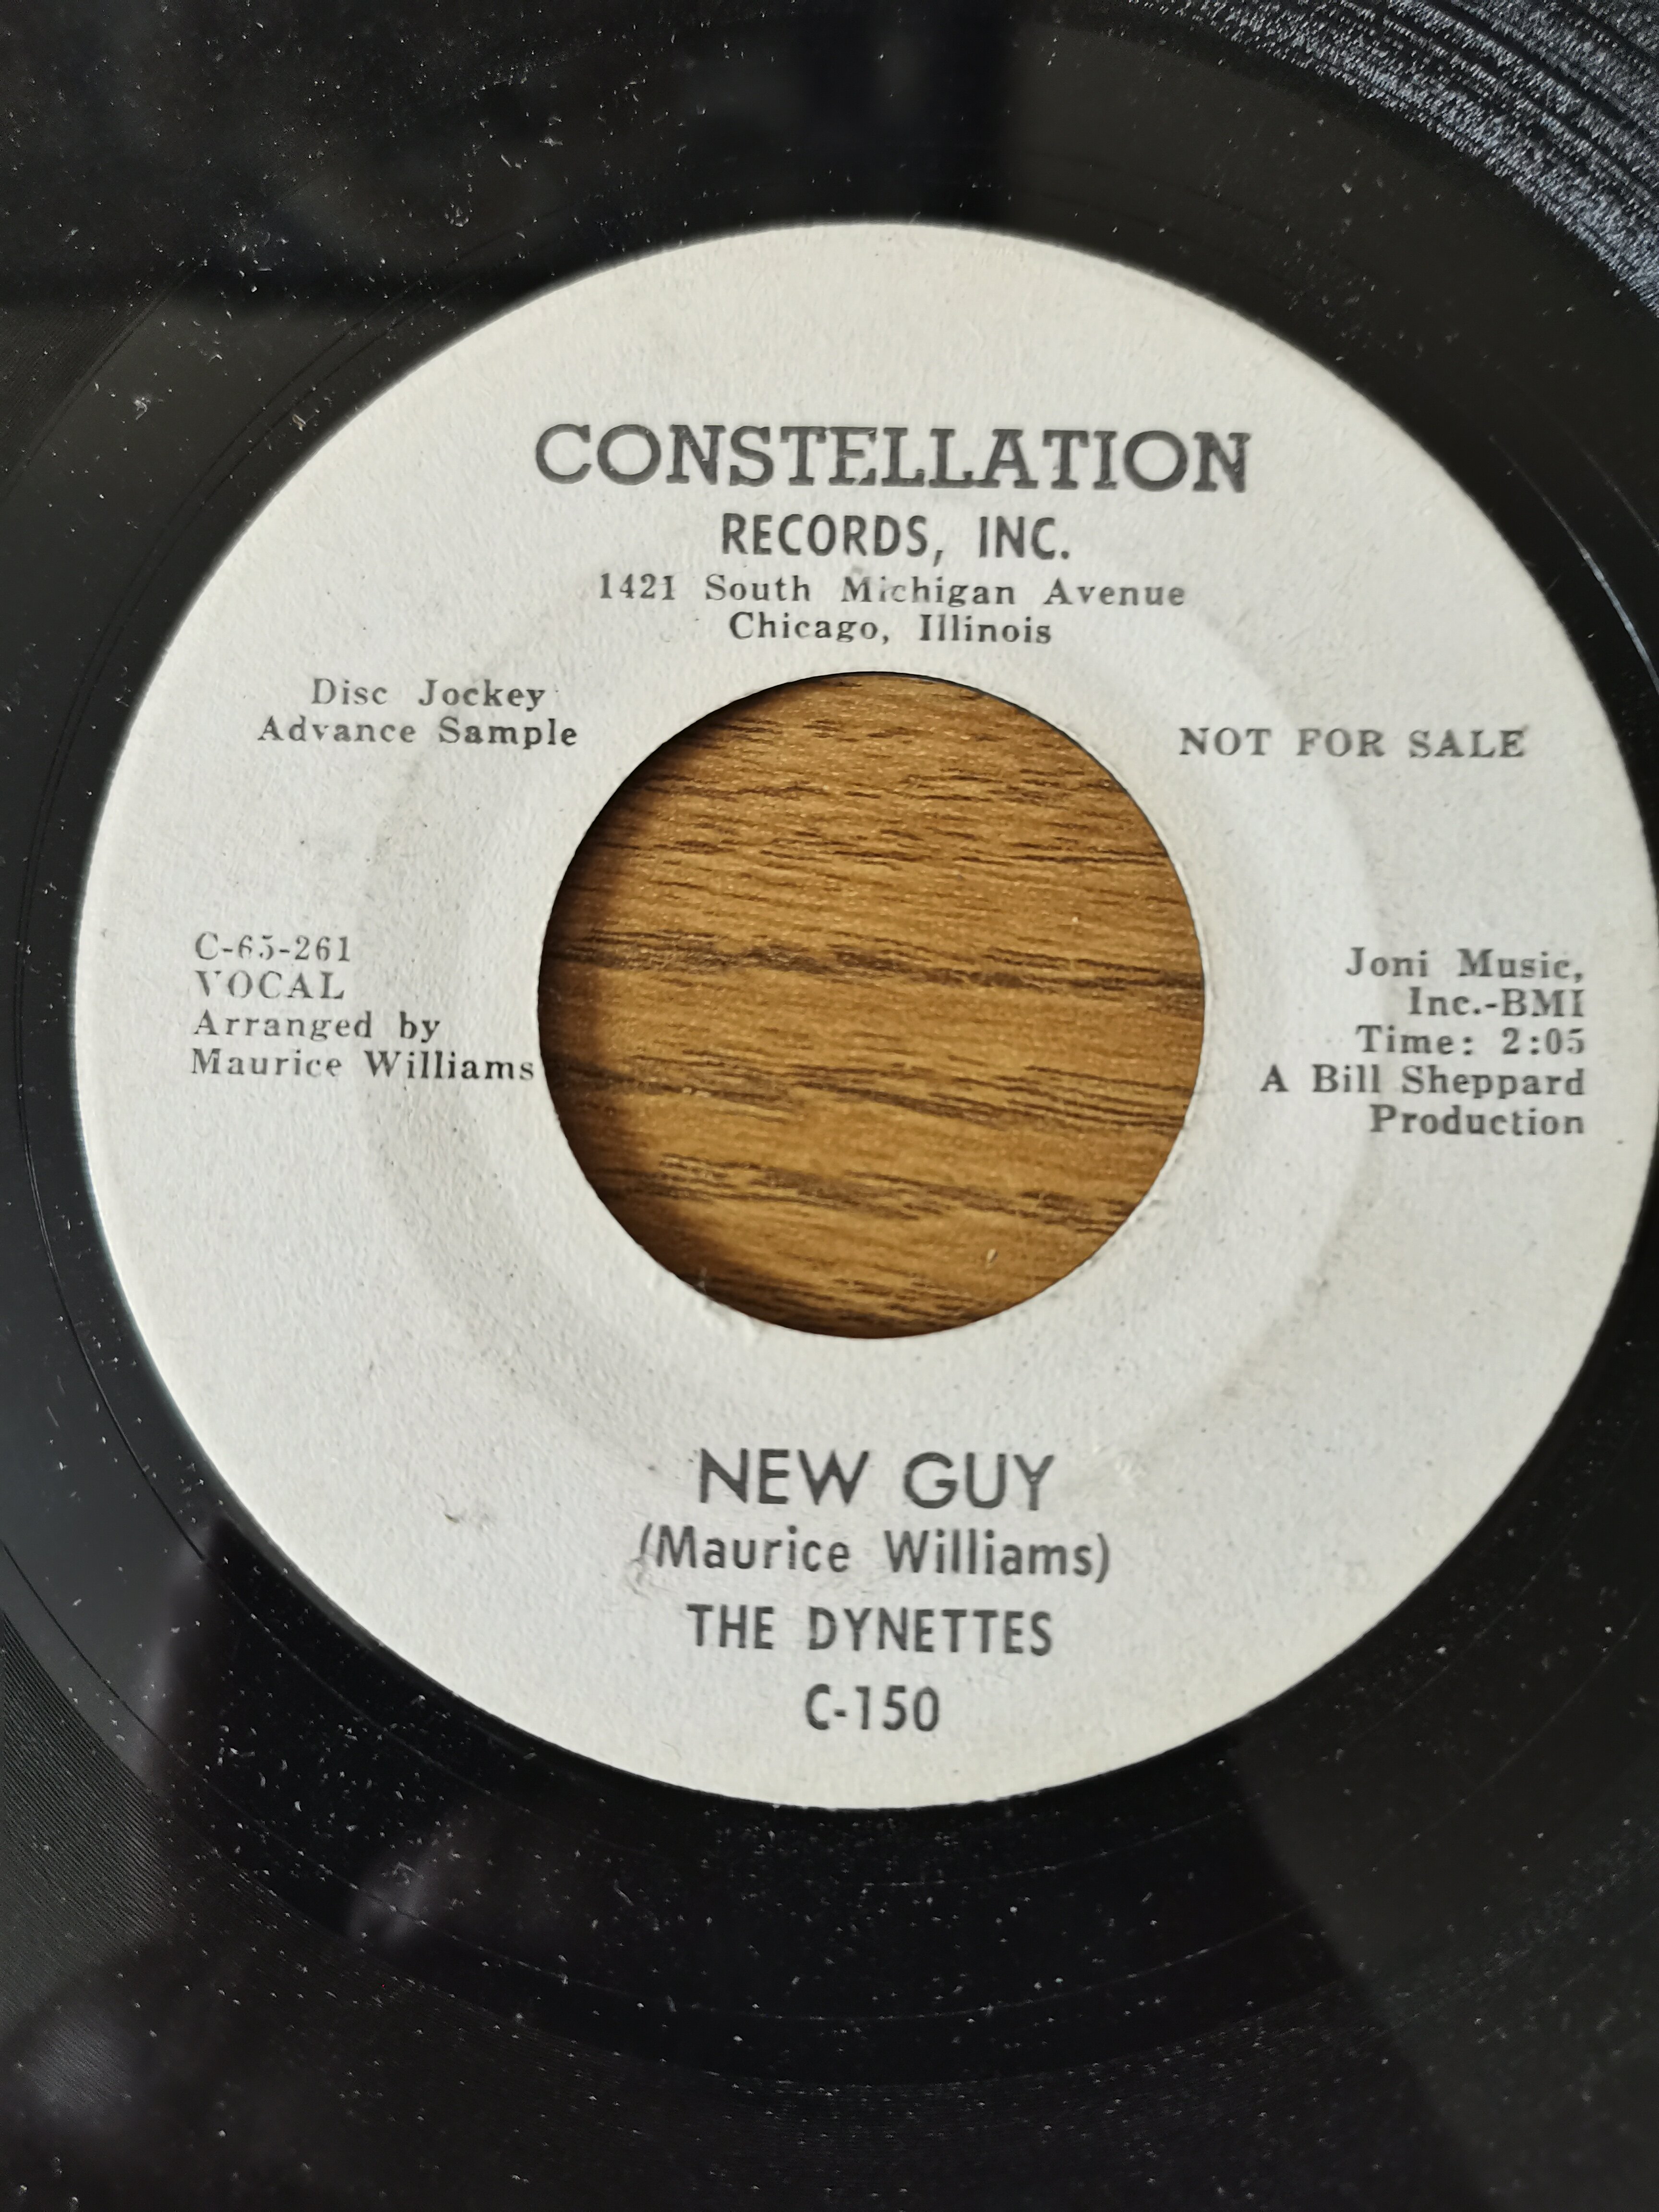 CONSTELLATION
RECORDS, INC.
1421 South Michigan Avenue
Chicago, Illinois
Disc Jockey
Advance Sample
NOT FOR SALE
C-65-261
VOCAL
Arranged by
Maurice Williams
Joni Music,
Inc.-BMI
Time: 2:05
A Bill Sheppard
Production
NEW GUY
(Maurice Williams)
THE DYNETTES
C-150